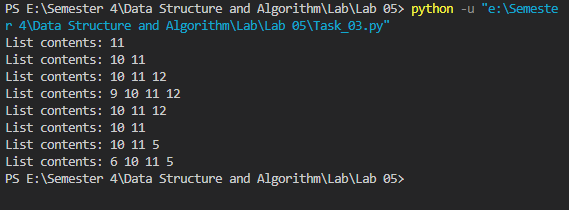 PS E:\Semester 4\Data Structure and Algorithm\Lab\Lab 05> python -u "e:\Semeste
r 4\Data Structure and Algorithm\Lab\Lab 05\Task_03.py"
List contents: 11
List contents: 10 11
List contents: 10 11 12
List contents: 9 10 11 12
List contents: 10 11 12
List contents: 10 11
List contents: 10 11 5
List contents: 6 10 11 5
PS E:\Semester 4\Data Structure and Algorithm\Lab\Lab 05>